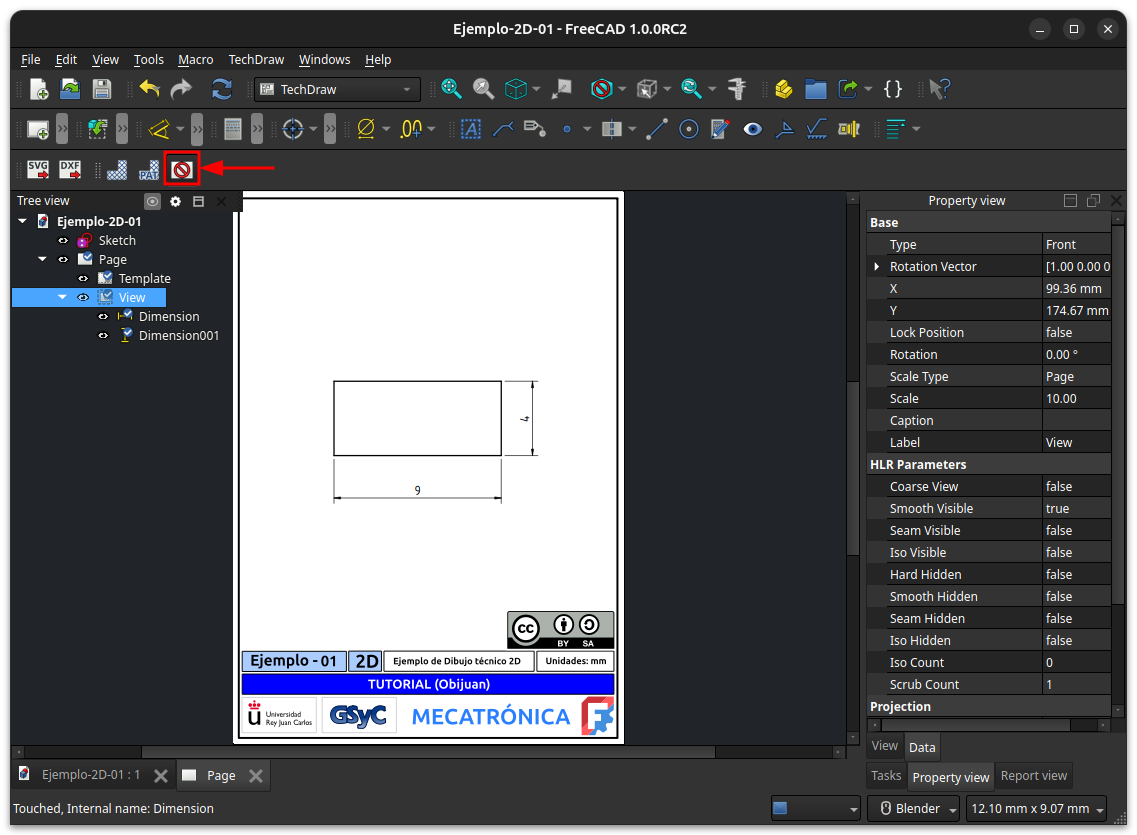 Ejemplo-2D-01 - FreeCAD 1.0.0RC2
File Edit View Tools Macro TechDraw Windows Help
TechDraw
{ }
.00
A
SVG DXF PAT
Tree view
Ejemplo-2D-01
Sketch
Page
Template
View
Dimension
Dimension001
4
9
cc BY SA
Ejemplo - 01 2D Ejemplo de Dibujo técnico 2D Unidades: mm
TUTORIAL (Obijuan)
ü Universidad
Rey Juan Carlos
GSyC
MECATRÓNICA
Property view
Base
Type Front
Rotation Vector [1.00 0.00 0
X 99.36 mm
Y 174.67 mm
Lock Position false
Rotation 0.00 °
Scale Type Page
Scale 10.00
Caption
Label View
HLR Parameters
Coarse View false
Smooth Visible true
Seam Visible false
Iso Visible false
Hard Hidden false
Smooth Hidden false
Seam Hidden false
Iso Hidden false
Iso Count 0
Scrub Count 1
Projection
View Data
Ejemplo-2D-01 : 1 Page
Tasks Property view Report view
Touched, Internal name: Dimension
Blender 12.10 mm x 9.07 mm